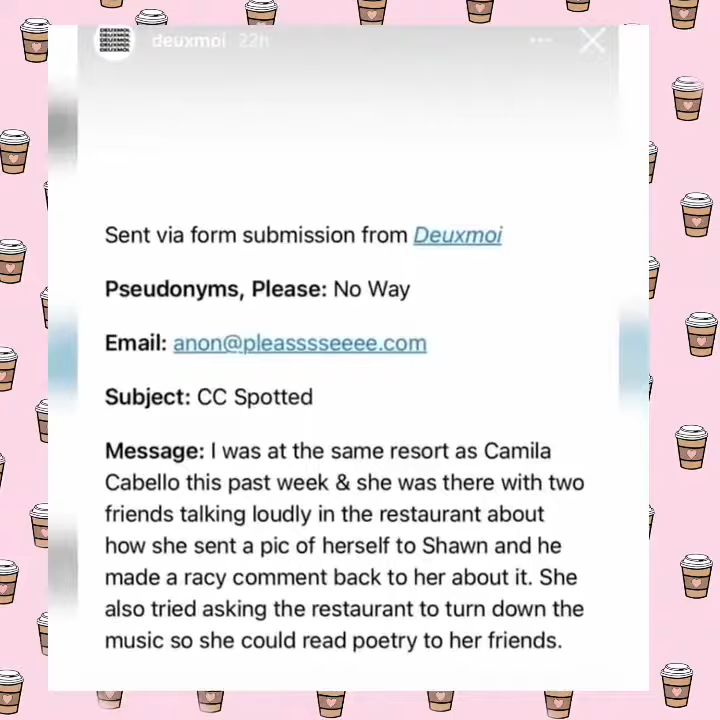 deuxmoi 22h
Sent via form submission from Deuxmoi
Pseudonyms, Please: No Way
Email: anon@pleasssseeee.com
Subject: CC Spotted
Message: I was at the same resort as Camila
Cabello this past week & she was there with two
friends talking loudly in the restaurant about
how she sent a pic of herself to Shawn and he
made a racy comment back to her about it. She
also tried asking the restaurant to turn down the
music so she could read poetry to her friends.